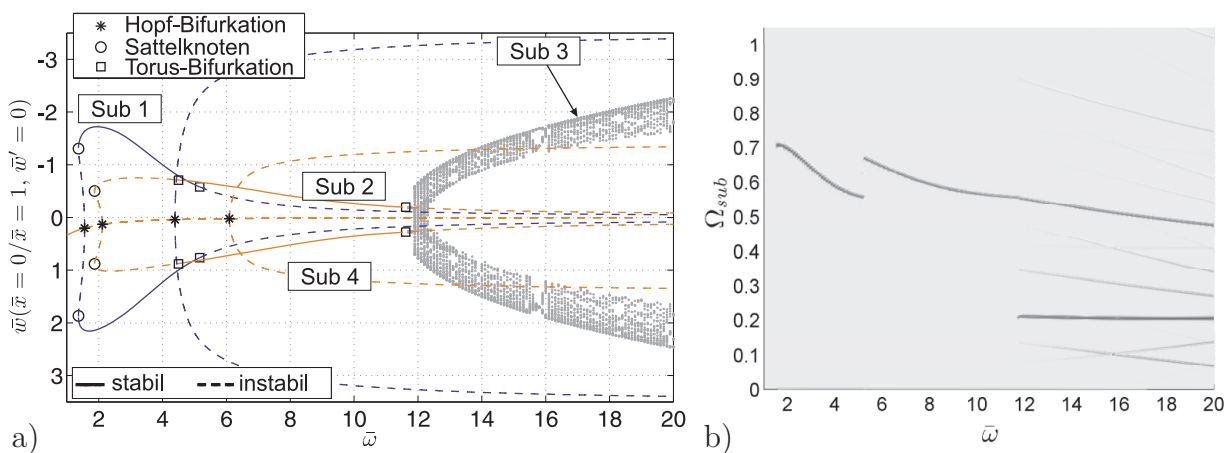 Hopf-Bifurkation
Sattelknoten
Torus-Bifurkation
Sub 1
Sub 2
Sub 3
Sub 4
stabil
instabil
w̄(x̄ = 0/x̄ = 1, w̄′ = 0)
-3
-2
-1
0
1
2
3
2 4 6 8 10 12 14 16 18 20
ω̄
a)
Ω_sub
1
0.9
0.8
0.7
0.6
0.5
0.4
0.3
0.2
0.1
0
2 4 6 8 10 12 14 16 18 20
ω̄
b)